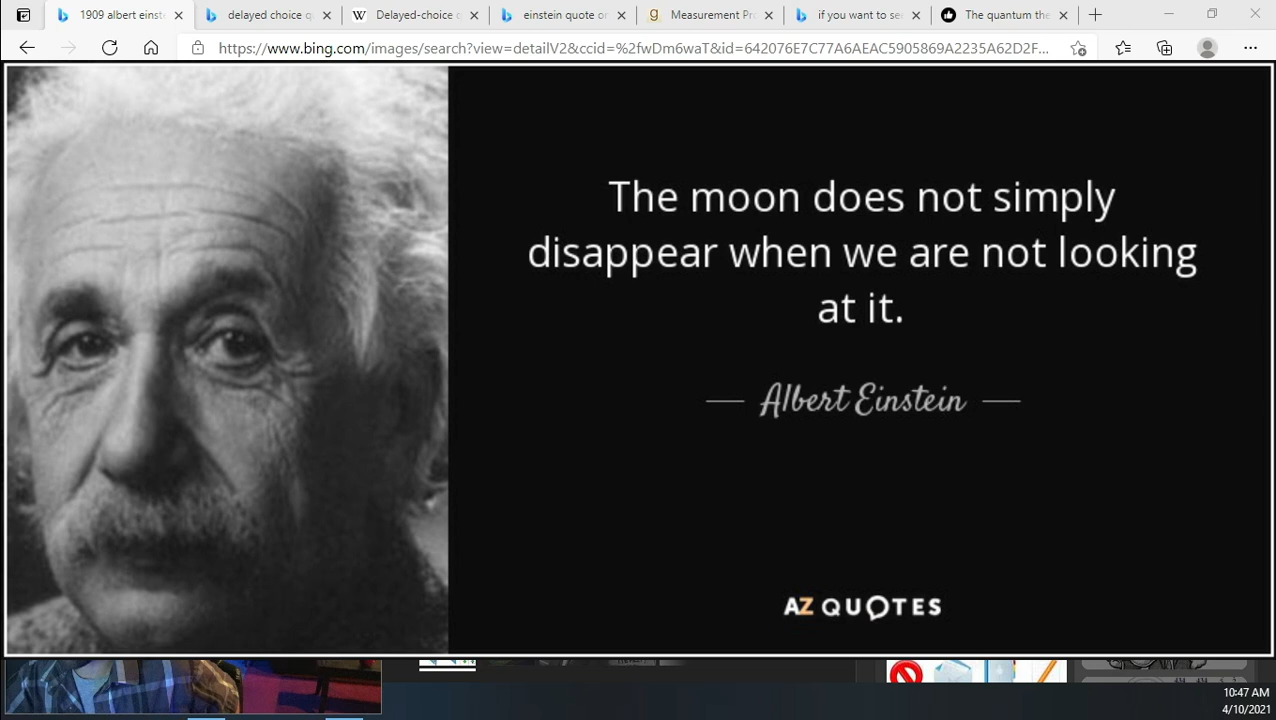 1909 albert einst
delayed choice q
Delayed-choice q
einstein quote or
Measurement Pr
if you want to se
The quantum the
https://www.bing.com/images/search?view=detailV2&ccid=%2fwDm6waT&id=642076E7C77A6AEAC5905869A2235A62D2F...
The moon does not simply
disappear when we are not looking
at it.
Albert Einstein
AZ QUOTES
10:47 AM
4/10/2021